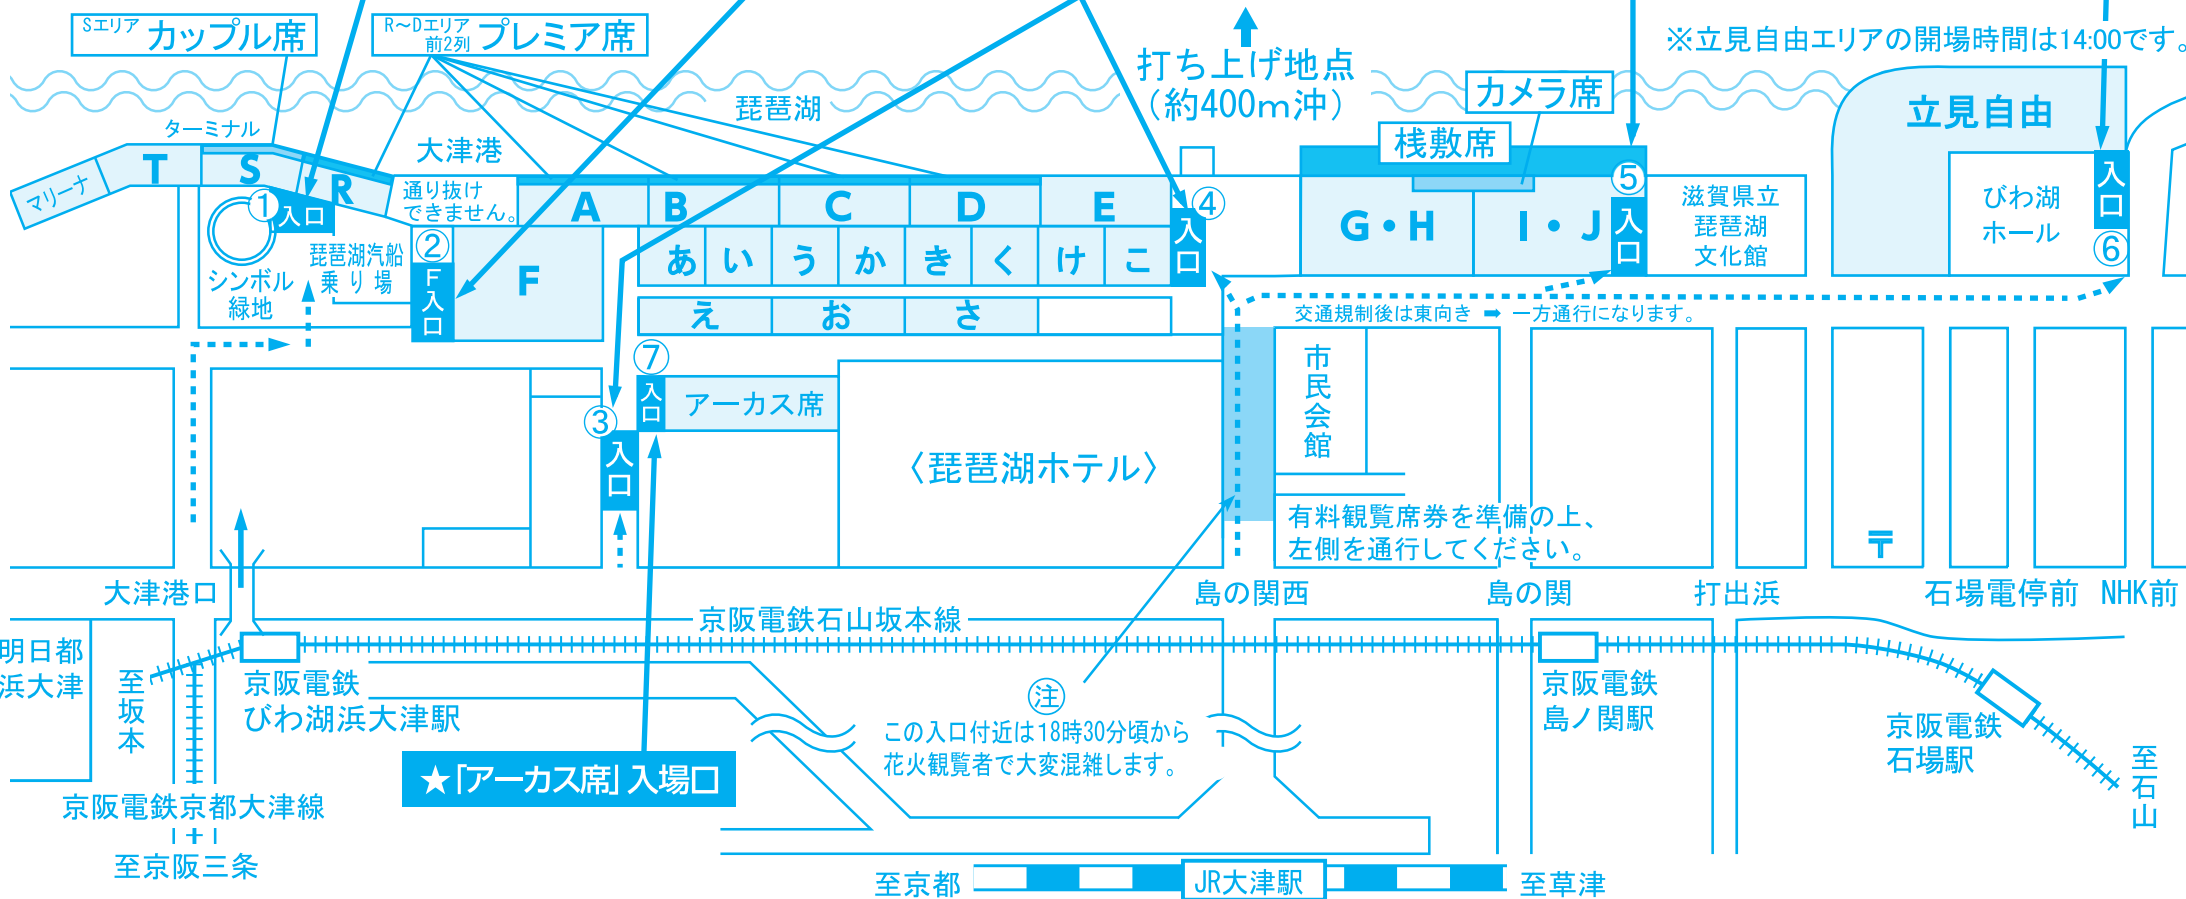 Sエリア カップル席
R〜Dエリア
前2列 プレミア席
打ち上げ地点
（約400m沖）
※立見自由エリアの開場時間は14:00です。
カメラ席
桟敷席
立見自由
琵琶湖
ターミナル
大津港
マリーナ
T
S
R
通り抜け
できません。
A
B
C
D
E
G・H
I・J
滋賀県立
琵琶湖
文化館
びわ湖
ホール
①
入口
②
F入口
F
④
入口
⑤
入口
入口
⑥
琵琶湖汽船
乗り場
シンボル
緑地
あ
い
う
か
き
く
け
こ
え
お
さ
交通規制後は東向き ➡ 一方通行になります。
⑦
入口
アーカス席
③
入口
〈琵琶湖ホテル〉
市民会館
有料観覧席券を準備の上、
左側を通行してください。
〒
大津港口
島の関西
島の関
打出浜
石場電停前
NHK前
京阪電鉄石山坂本線
明日都
浜大津
至坂本
京阪電鉄
びわ湖浜大津駅
注
この入口付近は18時30分頃から
花火観覧者で大変混雑します。
京阪電鉄
島ノ関駅
京阪電鉄
石場駅
至石山
★「アーカス席」入場口
京阪電鉄京都大津線
至京阪三条
至京都
JR大津駅
至草津